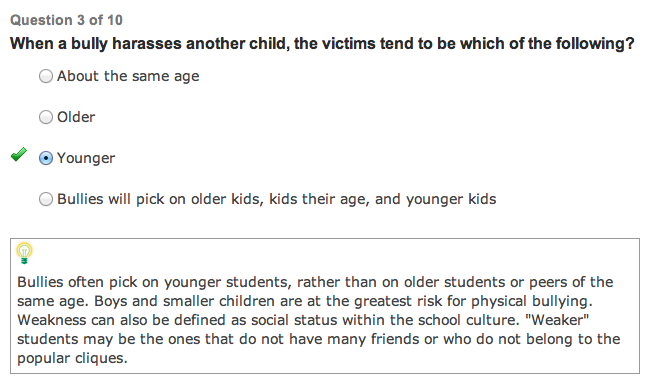 Question 3 of 10
When a bully harasses another child, the victims tend to be which of the following?
About the same age
Older
Younger
Bullies will pick on older kids, kids their age, and younger kids
Bullies often pick on younger students, rather than on older students or peers of the
same age. Boys and smaller children are at the greatest risk for physical bullying.
Weakness can also be defined as social status within the school culture. "Weaker"
students may be the ones that do not have many friends or who do not belong to the
popular cliques.